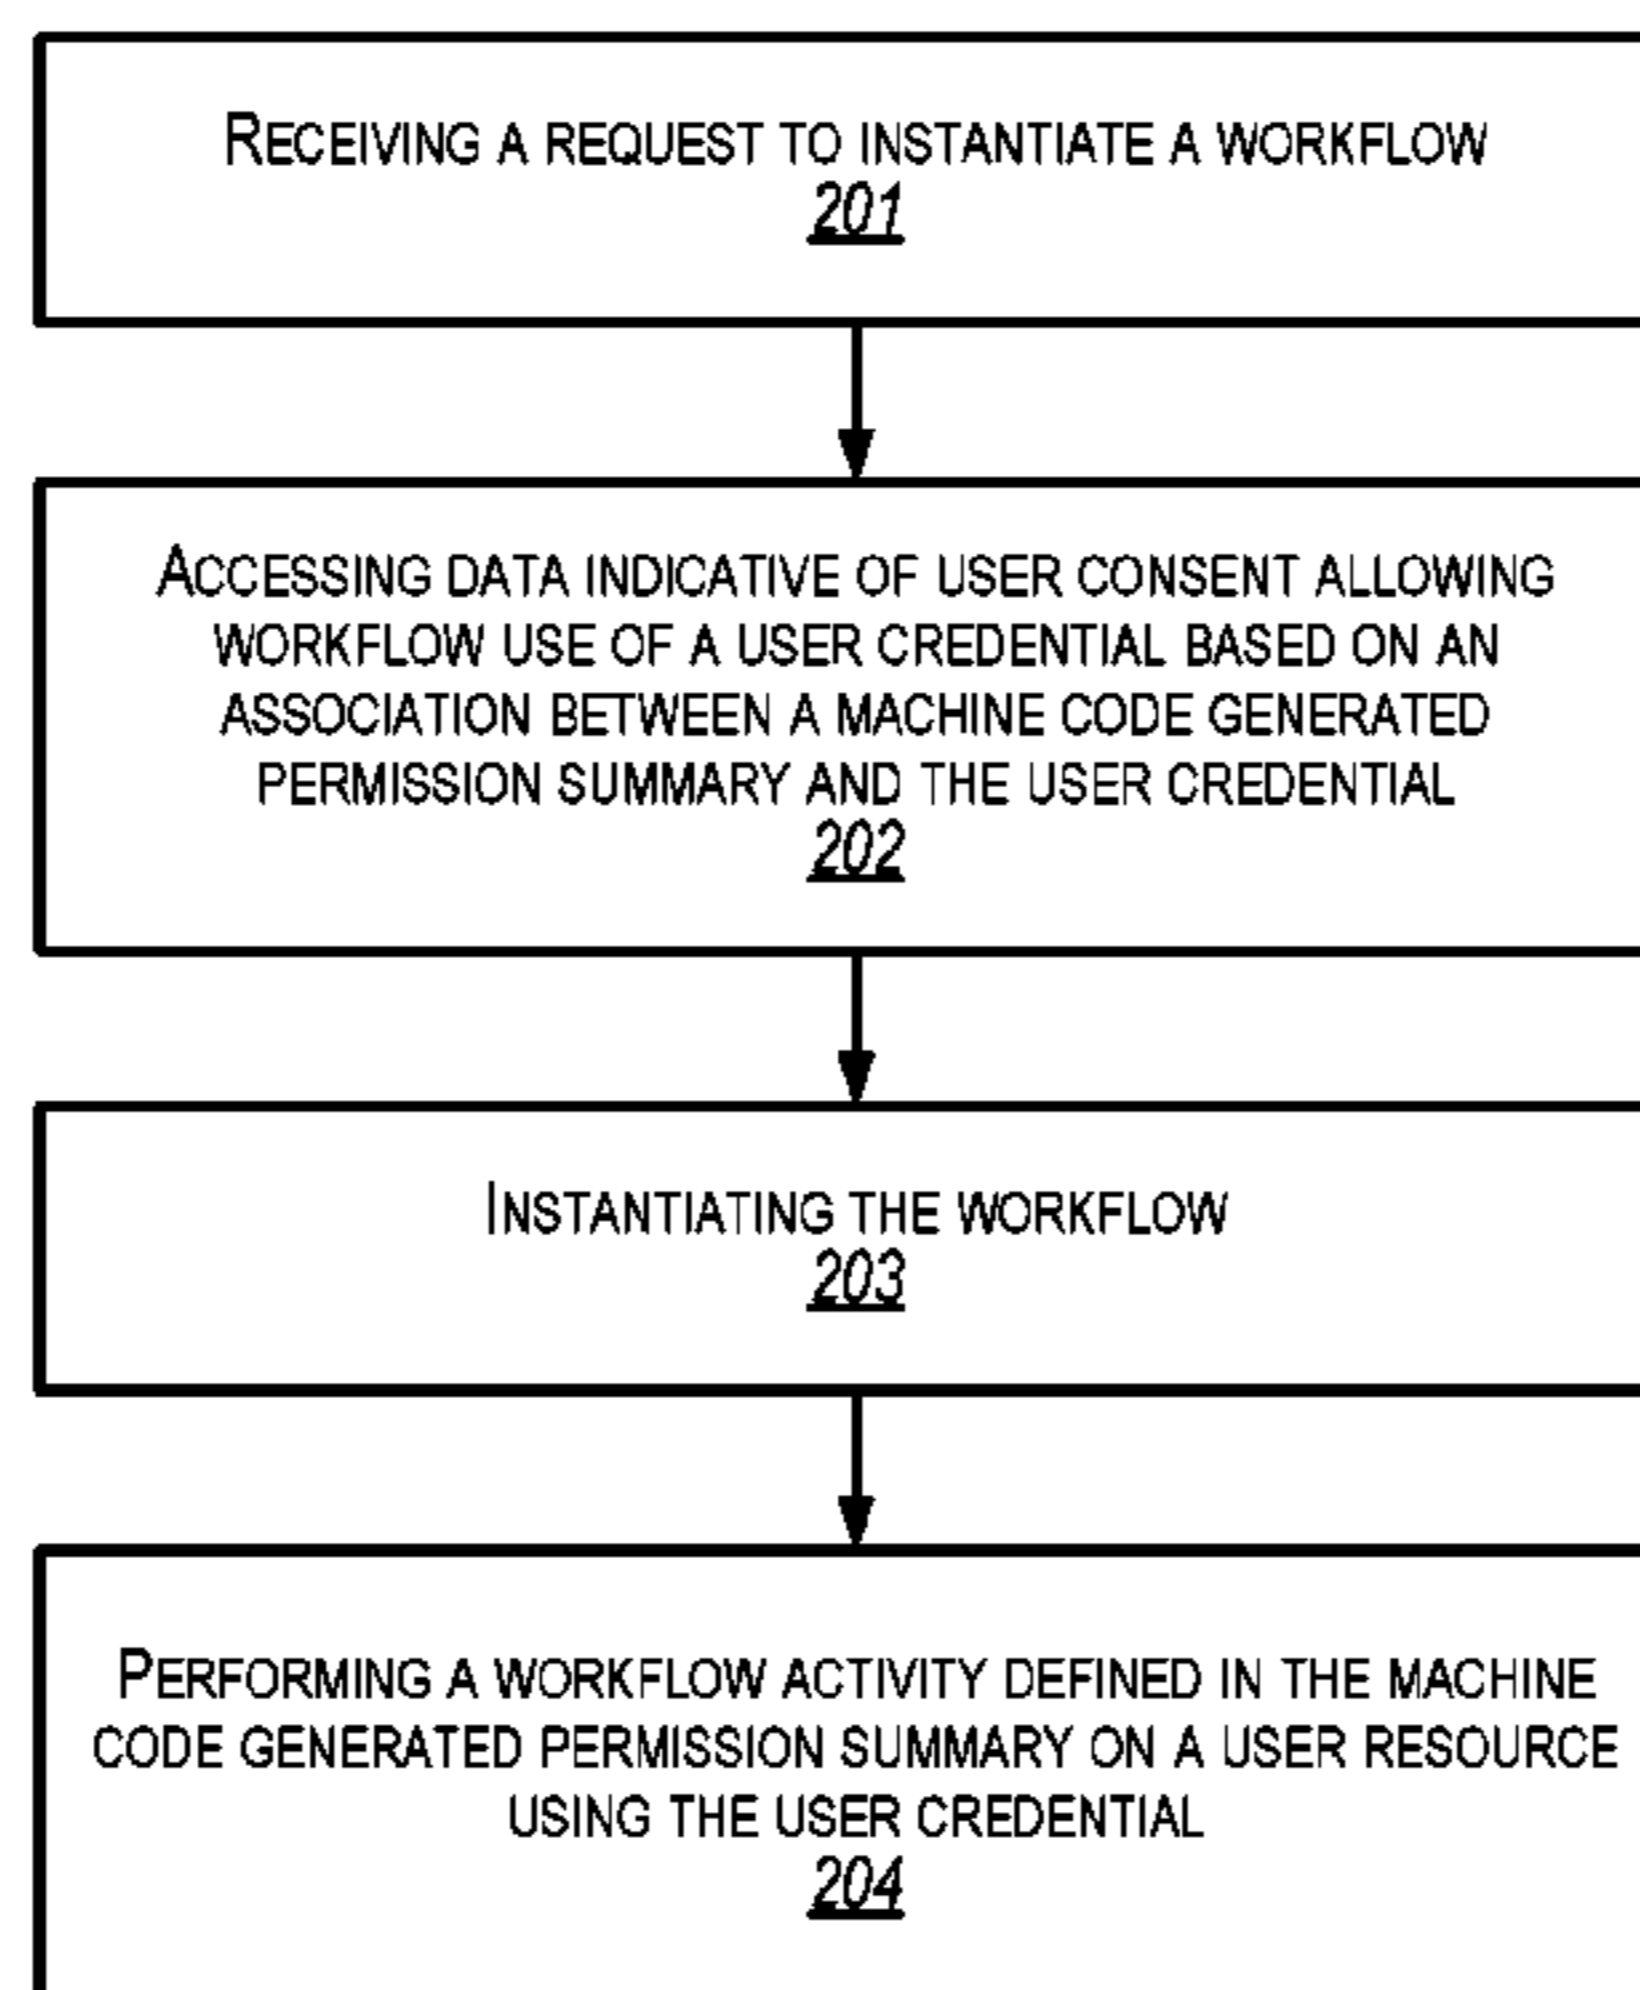 RECEIVING A REQUEST TO INSTANTIATE A WORKFLOW
201
ACCESSING DATA INDICATIVE OF USER CONSENT ALLOWING
WORKFLOW USE OF A USER CREDENTIAL BASED ON AN
ASSOCIATION BETWEEN A MACHINE CODE GENERATED
PERMISSION SUMMARY AND THE USER CREDENTIAL
202
INSTANTIATING THE WORKFLOW
203
PERFORMING A WORKFLOW ACTIVITY DEFINED IN THE MACHINE
CODE GENERATED PERMISSION SUMMARY ON A USER RESOURCE
USING THE USER CREDENTIAL
204